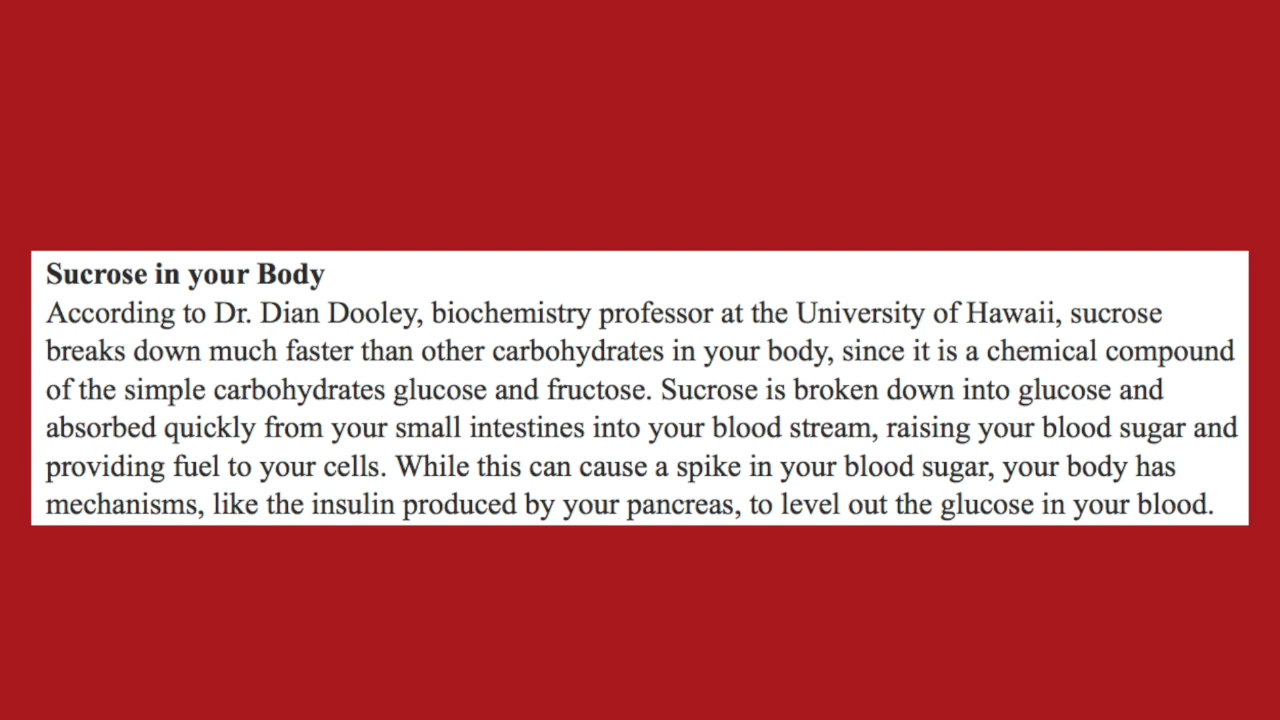 Sucrose in your Body
According to Dr. Dian Dooley, biochemistry professor at the University of Hawaii, sucrose
breaks down much faster than other carbohydrates in your body, since it is a chemical compound
of the simple carbohydrates glucose and fructose. Sucrose is broken down into glucose and
absorbed quickly from your small intestines into your blood stream, raising your blood sugar and
providing fuel to your cells. While this can cause a spike in your blood sugar, your body has
mechanisms, like the insulin produced by your pancreas, to level out the glucose in your blood.